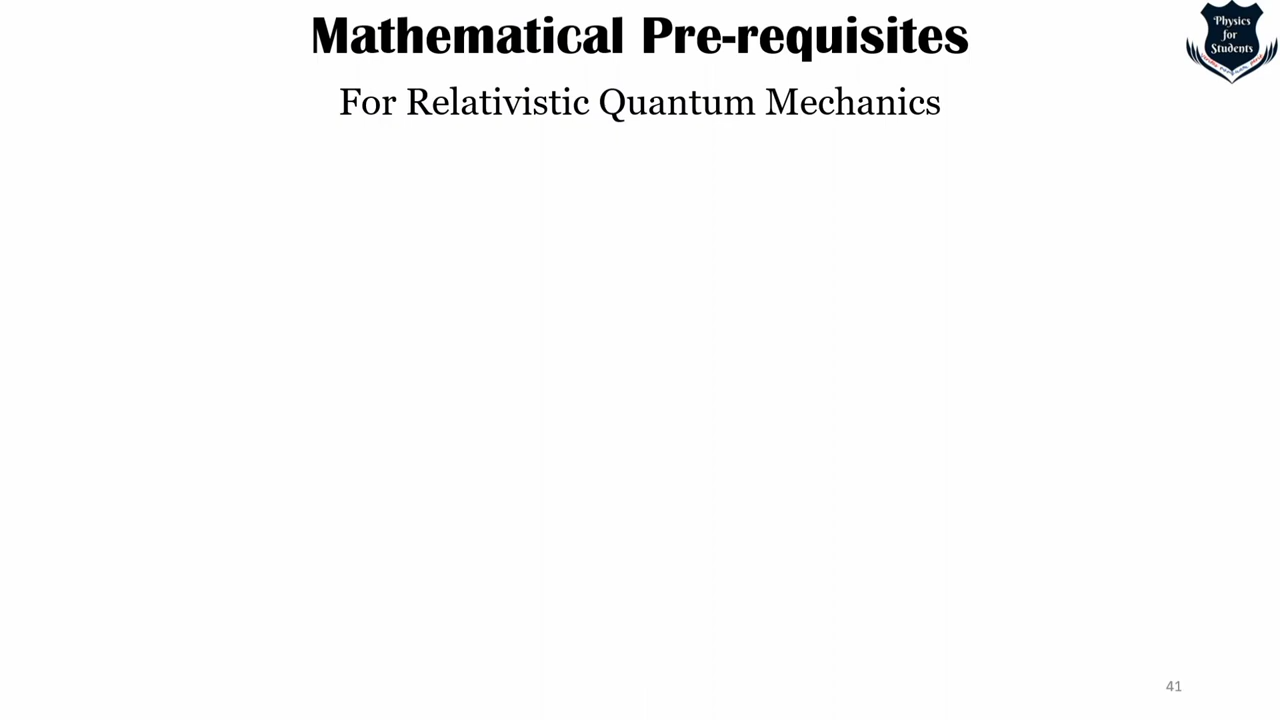 Mathematical Pre-requisites
For Relativistic Quantum Mechanics
Physics
for
Students
41